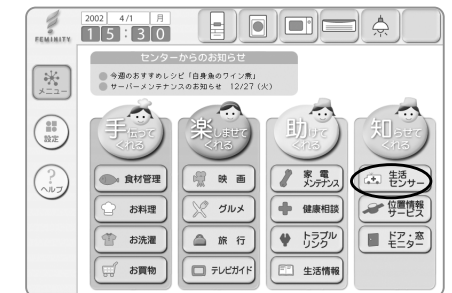 FEMINITY
2002 4/1 月
15:30
センターからのお知らせ
今週のおすすめレシピ「白身魚のワイン煮」
サーバーメンテナンスのお知らせ 12/27 (火)
メニュー
設定
?
ヘルプ
手伝って
くれる
楽しませて
くれる
助けて
くれる
知らせて
くれる
食材管理
映画
家電
メンテナンス
生活
センサー
お料理
グルメ
健康相談
位置情報
サービス
お洗濯
旅行
トラブル
リンク
ドア・窓
モニター
お買物
テレビガイド
生活情報